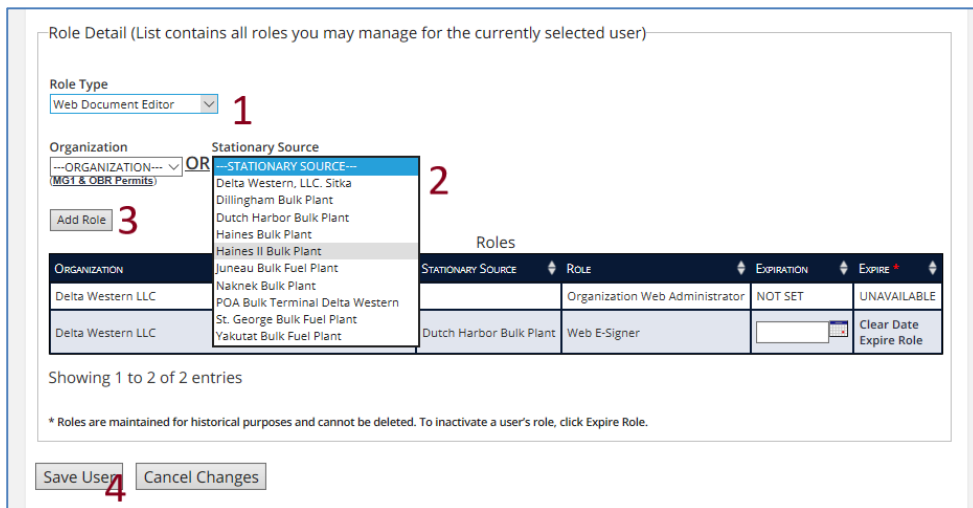 Role Detail (List contains all roles you may manage for the currently selected user)
Role Type
Web Document Editor
1
Organization
Stationary Source
---ORGANIZATION---
OR
---STATIONARY SOURCE---
(MG1 & OBR Permits)
2
Delta Western, LLC. Sitka
Dillingham Bulk Plant
Dutch Harbor Bulk Plant
Haines Bulk Plant
Haines II Bulk Plant
Juneau Bulk Fuel Plant
Naknek Bulk Plant
POA Bulk Terminal Delta Western
St. George Bulk Fuel Plant
Yakutat Bulk Fuel Plant
Add Role
3
Roles
ORGANIZATION STATIONARY SOURCE ROLE EXPIRATION EXPIRE *
Delta Western LLC Organization Web Administrator NOT SET UNAVAILABLE
Delta Western LLC Dutch Harbor Bulk Plant Web E-Signer Clear Date
Expire Role
Showing 1 to 2 of 2 entries
* Roles are maintained for historical purposes and cannot be deleted. To inactivate a user's role, click Expire Role.
Save User Cancel Changes
4